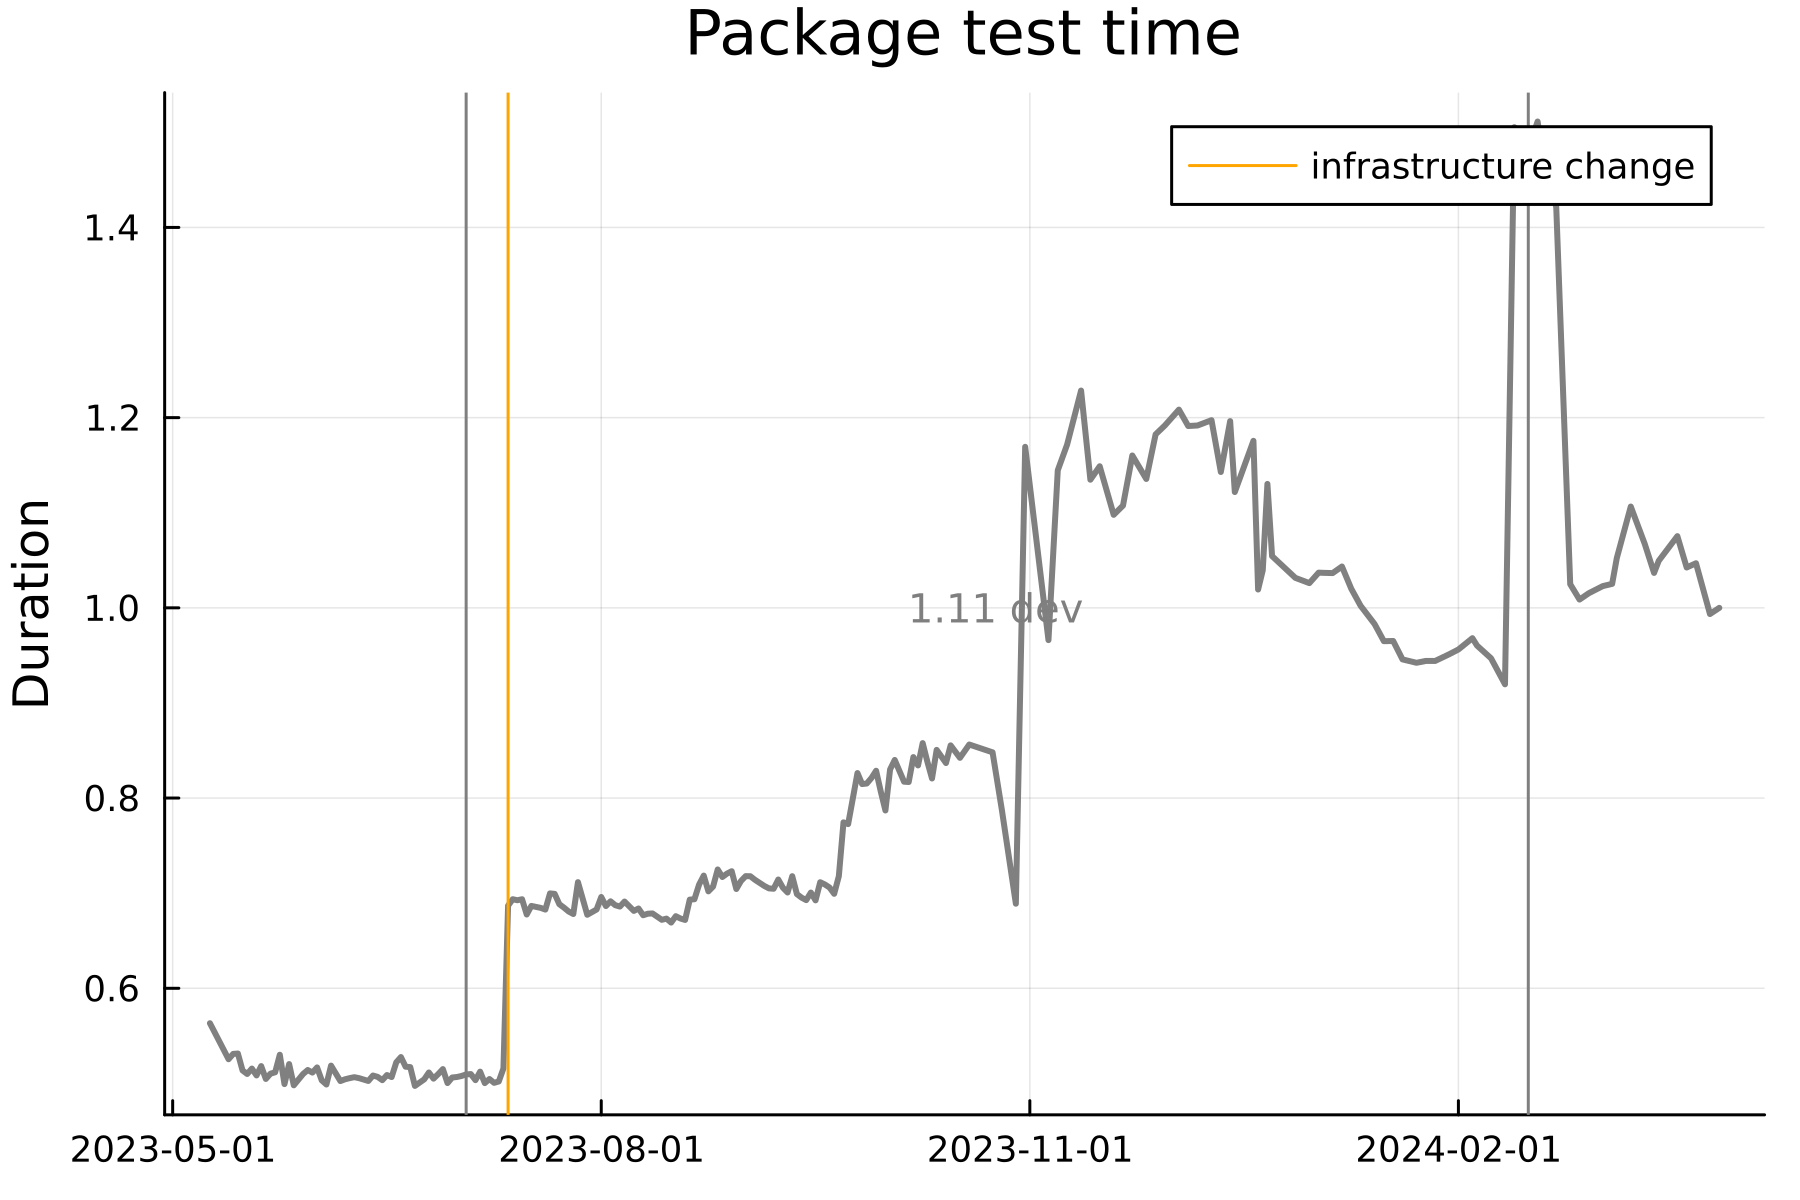 Package test time
infrastructure change
Duration
1.4
1.2
1.0
0.8
0.6
1.11 dev
2023-05-01
2023-08-01
2023-11-01
2024-02-01